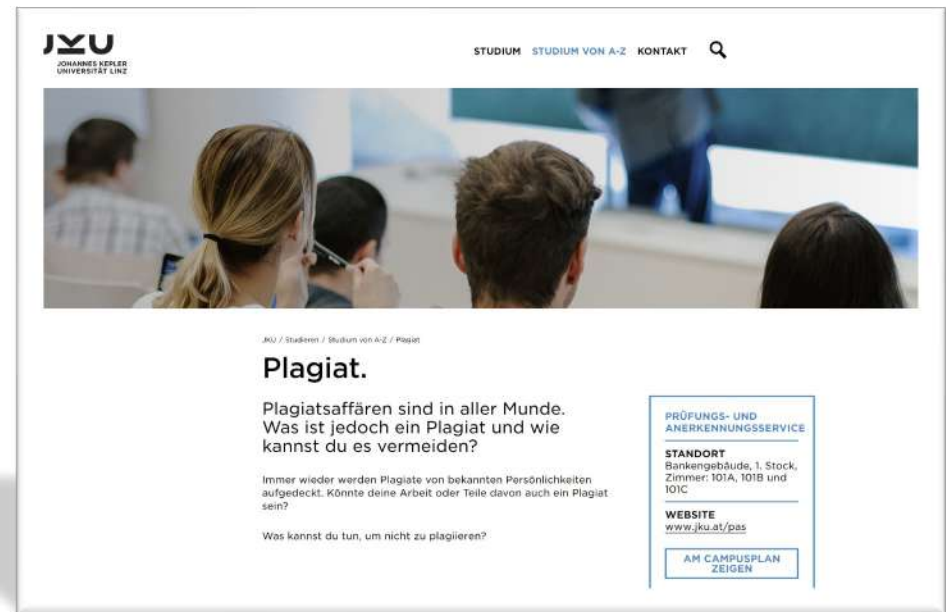 JKU
JOHANNES KEPLER
UNIVERSITÄT LINZ
STUDIUM STUDIUM VON A-Z KONTAKT
JKU / Studieren / Studium von A-Z / Plagiat
Plagiat.
Plagiatsaffären sind in aller Munde.
Was ist jedoch ein Plagiat und wie
kannst du es vermeiden?
Immer wieder werden Plagiate von bekannten Persönlichkeiten
aufgedeckt. Könnte deine Arbeit oder Teile davon auch ein Plagiat
sein?
Was kannst du tun, um nicht zu plagiieren?
PRÜFUNGS- UND
ANERKENNUNGSSERVICE
STANDORT
Bankengebäude, 1. Stock,
Zimmer: 101A, 101B und
101C
WEBSITE
www.jku.at/pas
AM CAMPUSPLAN
ZEIGEN